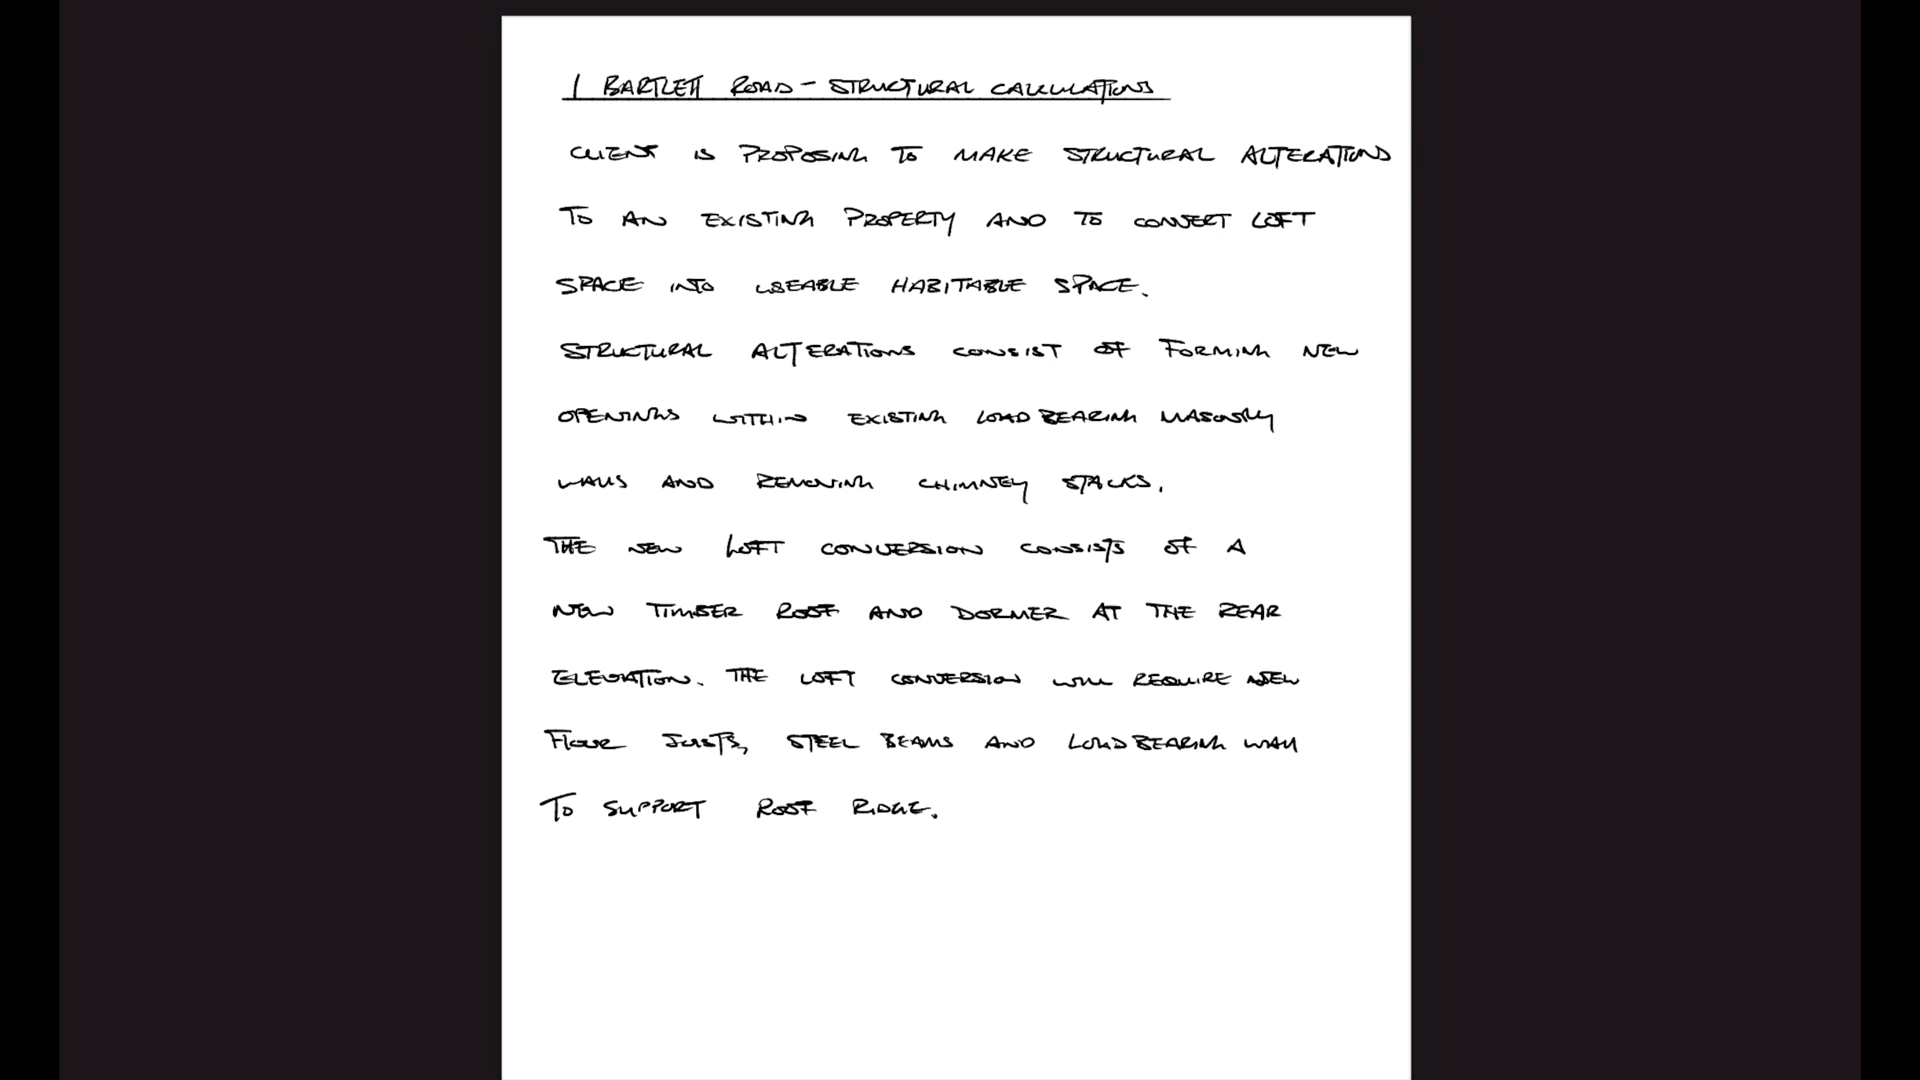 1 BARTLETT ROAD - STRUCTURAL CALCULATIONS
CLIENT IS PROPOSING TO MAKE STRUCTURAL ALTERATIONS
TO AN EXISTING PROPERTY AND TO CONVERT LOFT
SPACE INTO USEABLE HABITABLE SPACE.
STRUCTURAL ALTERATIONS CONSIST OF FORMING NEW
OPENINGS WITHIN EXISTING LOADBEARING MASONRY
WALLS AND REMOVING CHIMNEY STACKS.
THE NEW LOFT CONVERSION CONSISTS OF A
NEW TIMBER ROOF AND DORMER AT THE REAR
ELEVATION. THE LOFT CONVERSION WILL REQUIRE NEW
FLOOR JOISTS, STEEL BEAMS AND LOADBEARING WALL
TO SUPPORT ROOF RIDGE.